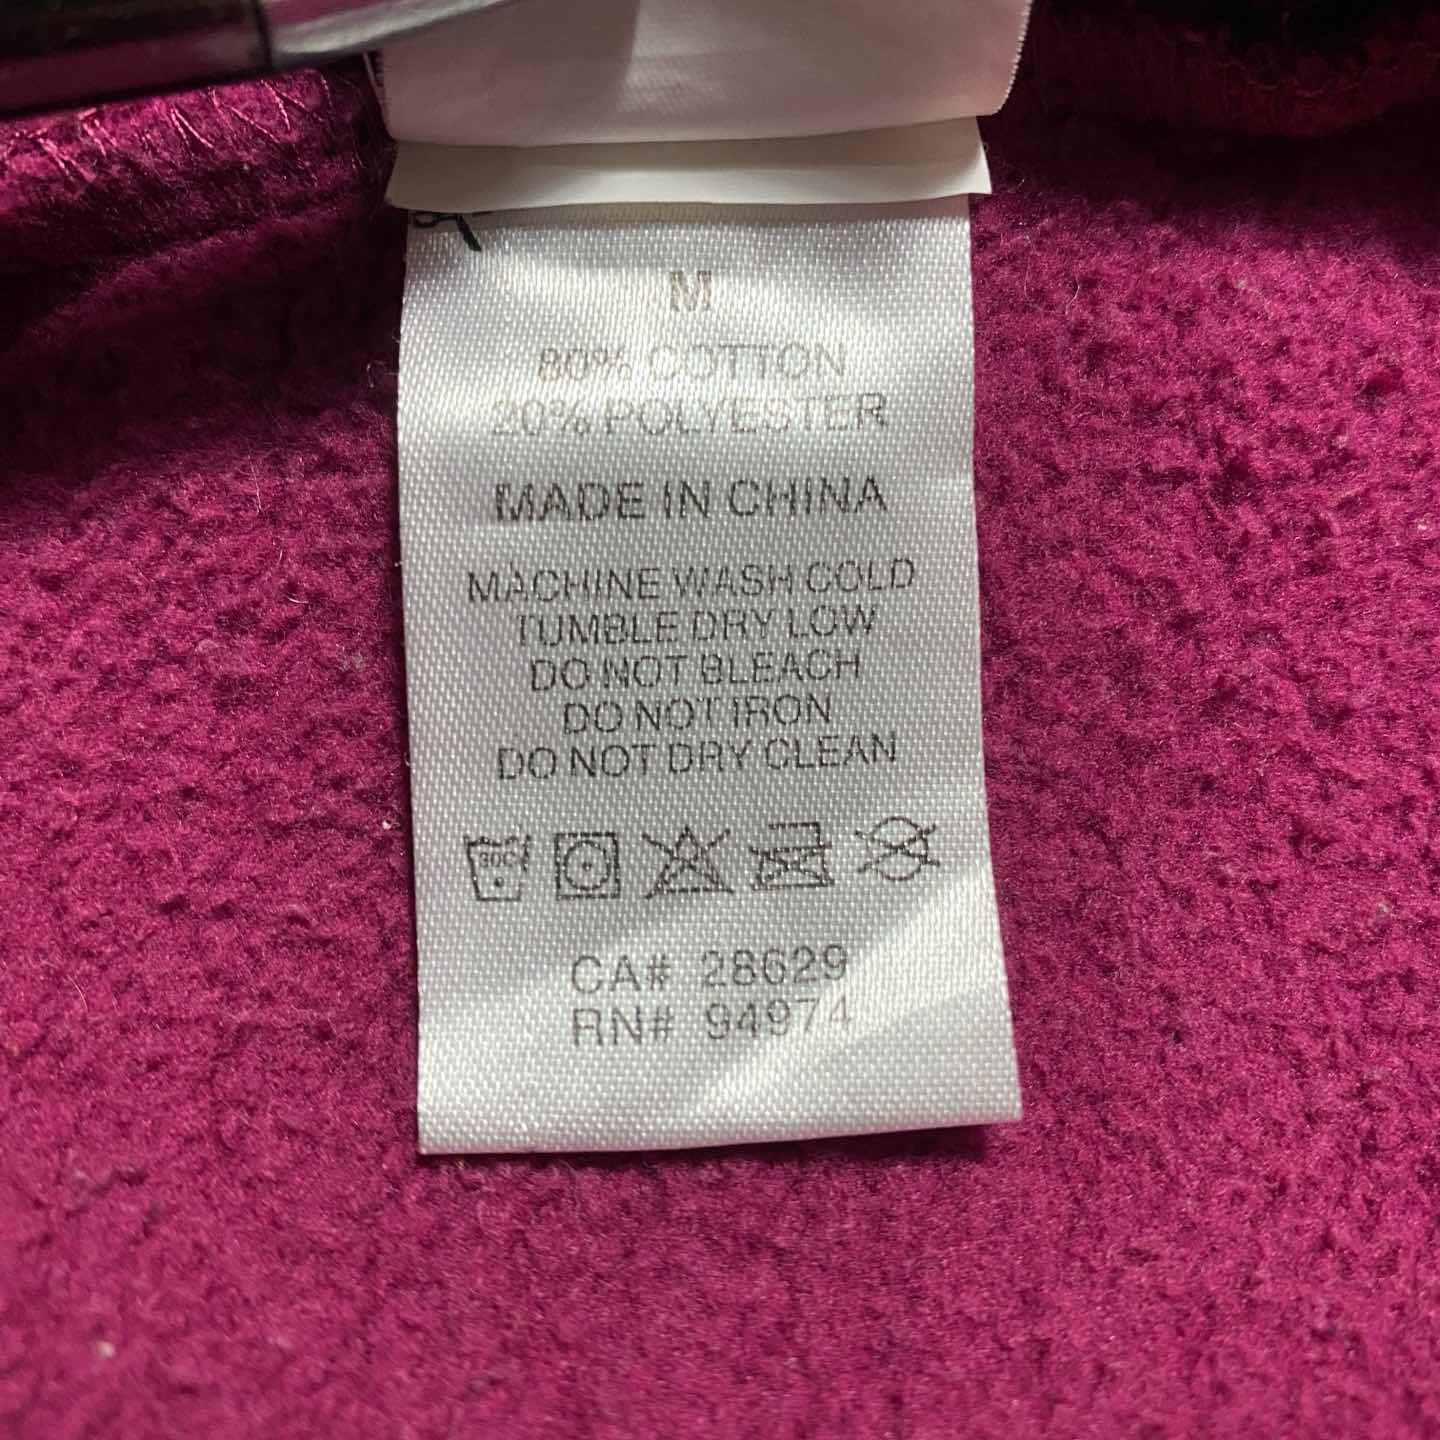 M
80% COTTON
20% POLYESTER
MADE IN CHINA
MACHINE WASH COLD
TUMBLE DRY LOW
DO NOT BLEACH
DO NOT IRON
DO NOT DRY CLEAN
30C
CA# 28629
RN# 94974